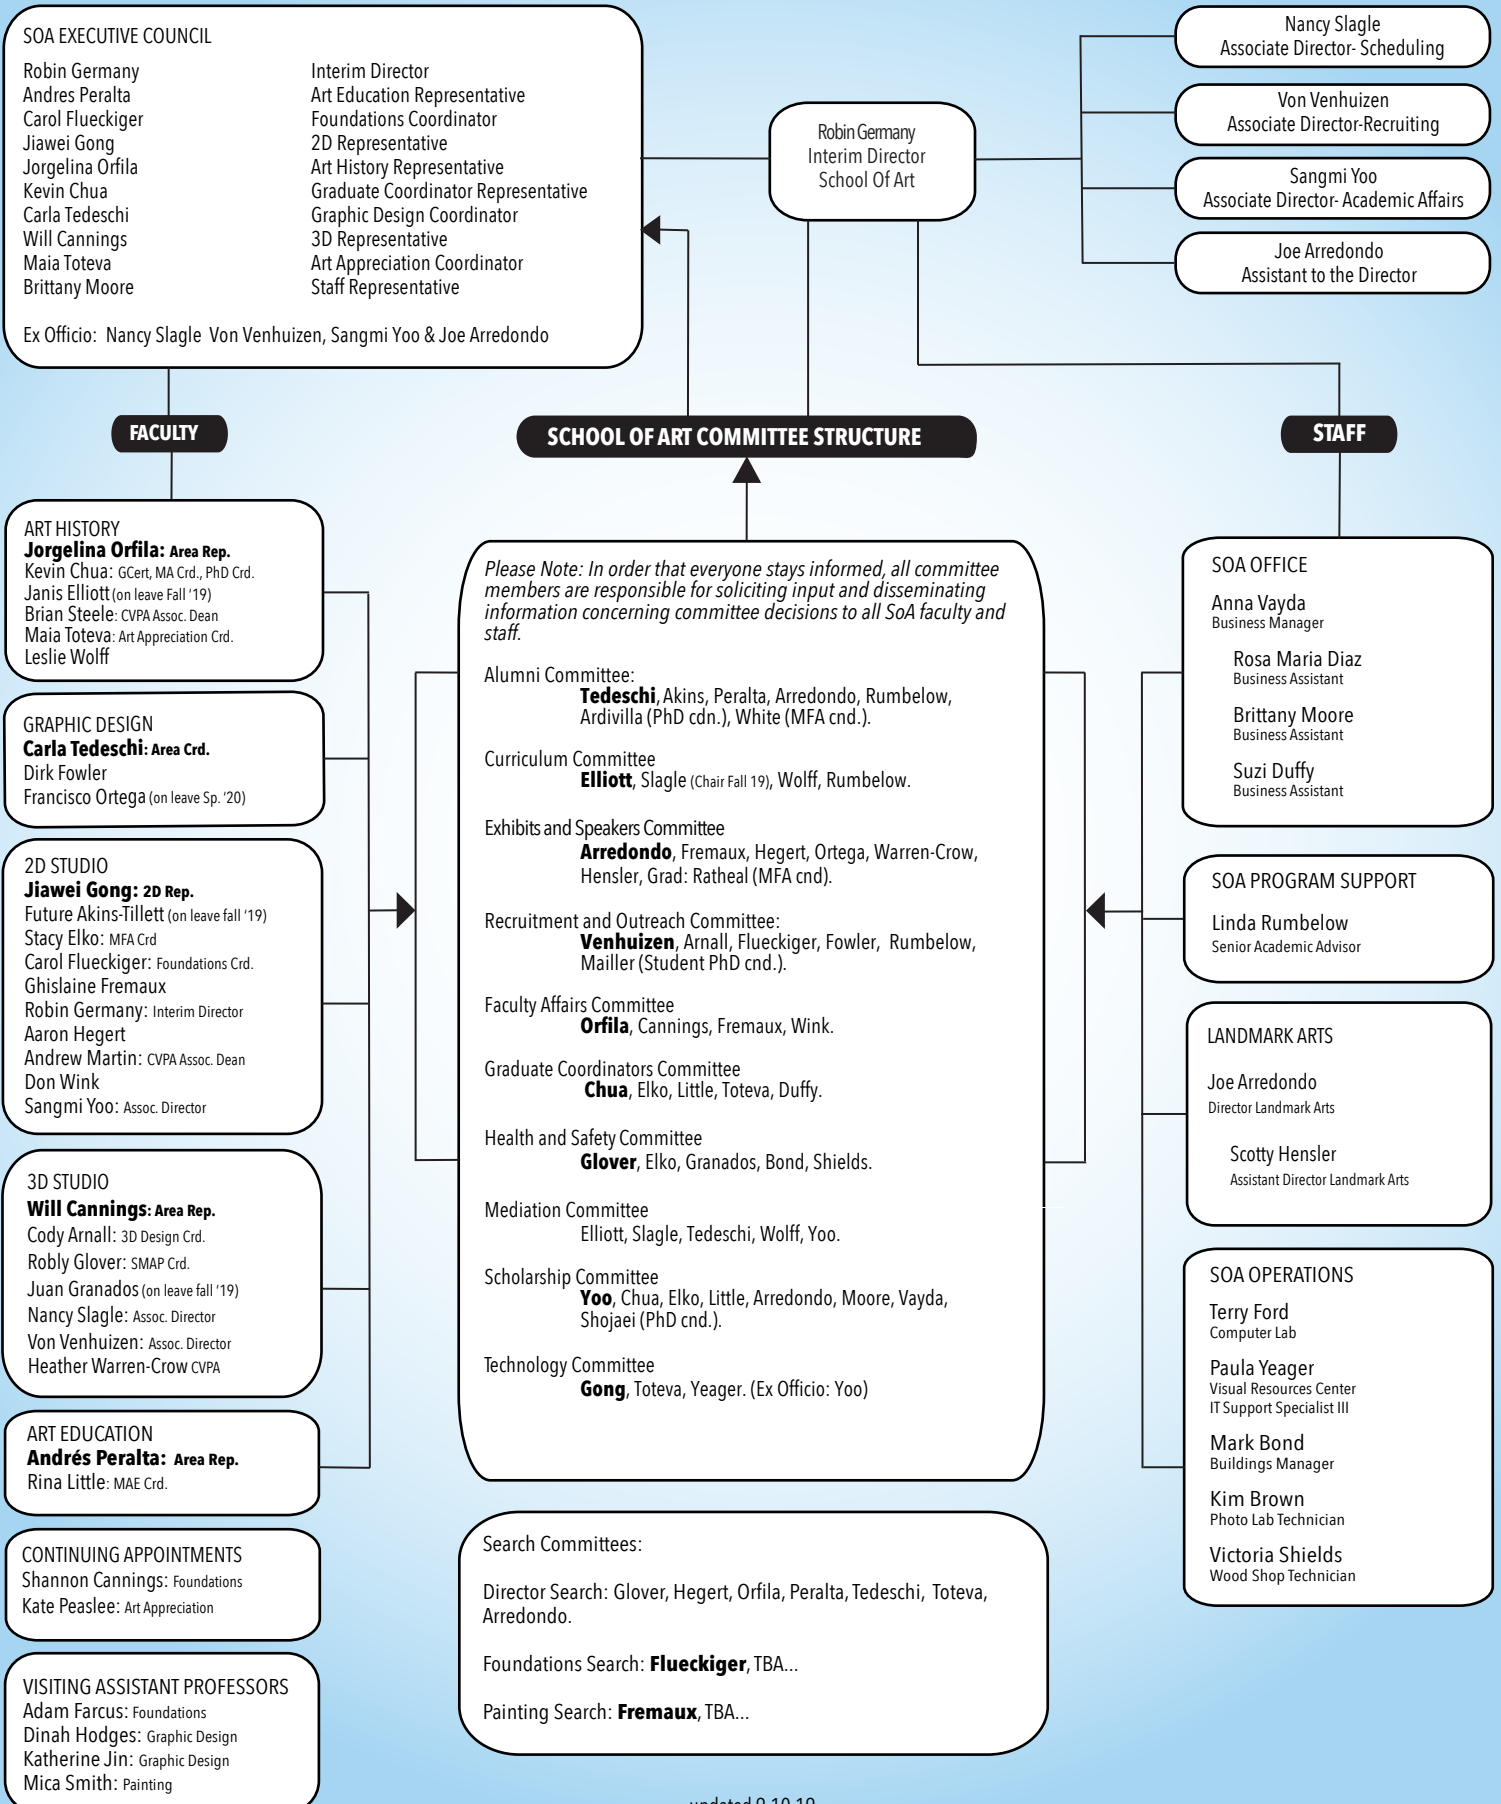 SOA EXECUTIVE COUNCIL
Robin Germany Interim Director
Andres Peralta Art Education Representative
Carol Flueckiger Foundations Coordinator
Jiawei Gong 2D Representative
Jorgelina Orfila Art History Representative
Kevin Chua Graduate Coordinator Representative
Carla Tedeschi Graphic Design Coordinator
Will Cannings 3D Representative
Maia Toteva Art Appreciation Coordinator
Brittany Moore Staff Representative
Ex Officio: Nancy Slagle Von Venhuizen, Sangmi Yoo & Joe Arredondo
Robin Germany
Interim Director
School Of Art
Nancy Slagle
Associate Director- Scheduling
Von Venhuizen
Associate Director-Recruiting
Sangmi Yoo
Associate Director- Academic Affairs
Joe Arredondo
Assistant to the Director
FACULTY
SCHOOL OF ART COMMITTEE STRUCTURE
STAFF
ART HISTORY
Jorgelina Orfila: Area Rep.
Kevin Chua: GCert, MA Crd., PhD Crd.
Janis Elliott (on leave Fall '19)
Brian Steele: CVPA Assoc. Dean
Maia Toteva: Art Appreciation Crd.
Leslie Wolff
GRAPHIC DESIGN
Carla Tedeschi: Area Crd.
Dirk Fowler
Francisco Ortega (on leave Sp. '20)
2D STUDIO
Jiawei Gong: 2D Rep.
Future Akins-Tillett (on leave fall '19)
Stacy Elko: MFA Crd
Carol Flueckiger: Foundations Crd.
Ghislaine Fremaux
Robin Germany: Interim Director
Aaron Hegert
Andrew Martin: CVPA Assoc. Dean
Don Wink
Sangmi Yoo: Assoc. Director
3D STUDIO
Will Cannings: Area Rep.
Cody Arnall: 3D Design Crd.
Robly Glover: SMAP Crd.
Juan Granados (on leave fall '19)
Nancy Slagle: Assoc. Director
Von Venhuizen: Assoc. Director
Heather Warren-Crow CVPA
ART EDUCATION
Andrés Peralta: Area Rep.
Rina Little: MAE Crd.
CONTINUING APPOINTMENTS
Shannon Cannings: Foundations
Kate Peaslee: Art Appreciation
VISITING ASSISTANT PROFESSORS
Adam Farcus: Foundations
Dinah Hodges: Graphic Design
Katherine Jin: Graphic Design
Mica Smith: Painting
Please Note: In order that everyone stays informed, all committee
members are responsible for soliciting input and disseminating
information concerning committee decisions to all SoA faculty and
staff.
Alumni Committee:
Tedeschi, Akins, Peralta, Arredondo, Rumbelow,
Ardivilla (PhD cdn.), White (MFA cnd.).
Curriculum Committee
Elliott, Slagle (Chair Fall 19), Wolff, Rumbelow.
Exhibits and Speakers Committee
Arredondo, Fremaux, Hegert, Ortega, Warren-Crow,
Hensler, Grad: Ratheal (MFA cnd).
Recruitment and Outreach Committee:
Venhuizen, Arnall, Flueckiger, Fowler, Rumbelow,
Mailler (Student PhD cnd.).
Faculty Affairs Committee
Orfila, Cannings, Fremaux, Wink.
Graduate Coordinators Committee
Chua, Elko, Little, Toteva, Duffy.
Health and Safety Committee
Glover, Elko, Granados, Bond, Shields.
Mediation Committee
Elliott, Slagle, Tedeschi, Wolff, Yoo.
Scholarship Committee
Yoo, Chua, Elko, Little, Arredondo, Moore, Vayda,
Shojaei (PhD cnd.).
Technology Committee
Gong, Toteva, Yeager. (Ex Officio: Yoo)
Search Committees:
Director Search: Glover, Hegert, Orfila, Peralta, Tedeschi, Toteva,
Arredondo.
Foundations Search: Flueckiger, TBA...
Painting Search: Fremaux, TBA...
SOA OFFICE
Anna Vayda
Business Manager
Rosa Maria Diaz
Business Assistant
Brittany Moore
Business Assistant
Suzi Duffy
Business Assistant
SOA PROGRAM SUPPORT
Linda Rumbelow
Senior Academic Advisor
LANDMARK ARTS
Joe Arredondo
Director Landmark Arts
Scotty Hensler
Assistant Director Landmark Arts
SOA OPERATIONS
Terry Ford
Computer Lab
Paula Yeager
Visual Resources Center
IT Support Specialist III
Mark Bond
Buildings Manager
Kim Brown
Photo Lab Technician
Victoria Shields
Wood Shop Technician
updated 9.10.19